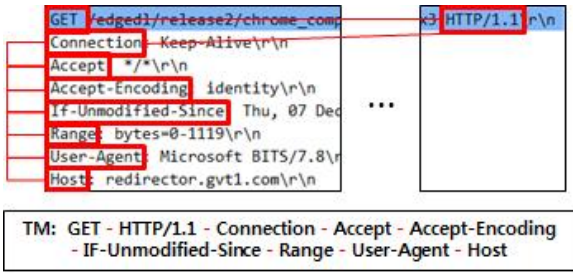 GET /edgedl/release2/chrome_comp x3 HTTP/1.1\r\n
Connection: Keep-Alive\r\n
Accept: */*\r\n
Accept-Encoding: identity\r\n
If-Unmodified-Since: Thu, 07 Dec
Range: bytes=0-1119\r\n
User-Agent: Microsoft BITS/7.8\r
Host: redirector.gvt1.com\r\n
...
TM: GET - HTTP/1.1 - Connection - Accept - Accept-Encoding
- IF-Unmodified-Since - Range - User-Agent - Host